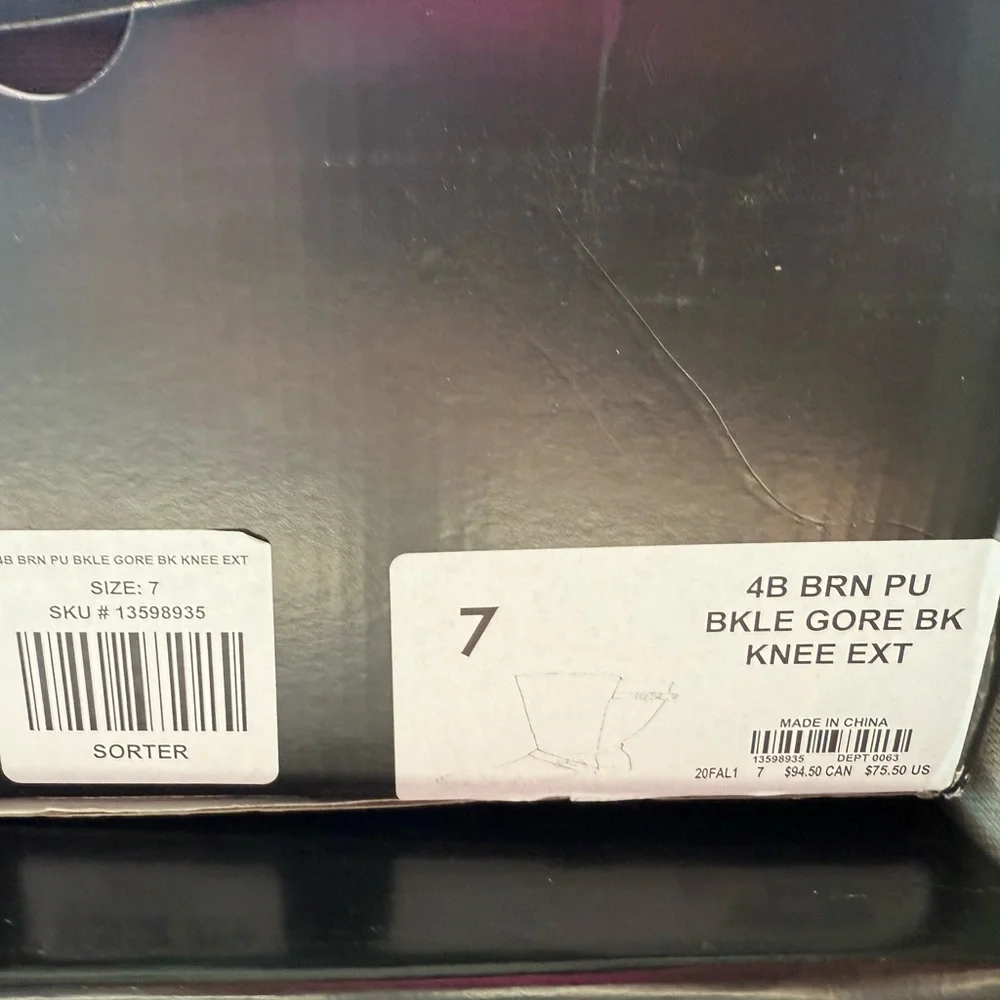 4B BRN PU BKLE GORE BK KNEE EXT
SIZE: 7
SKU # 13598935
SORTER
7
4B BRN PU
BKLE GORE BK
KNEE EXT
MADE IN CHINA
13598935 DEPT 0063
20FAL1 7 $94.50 CAN $75.50 US